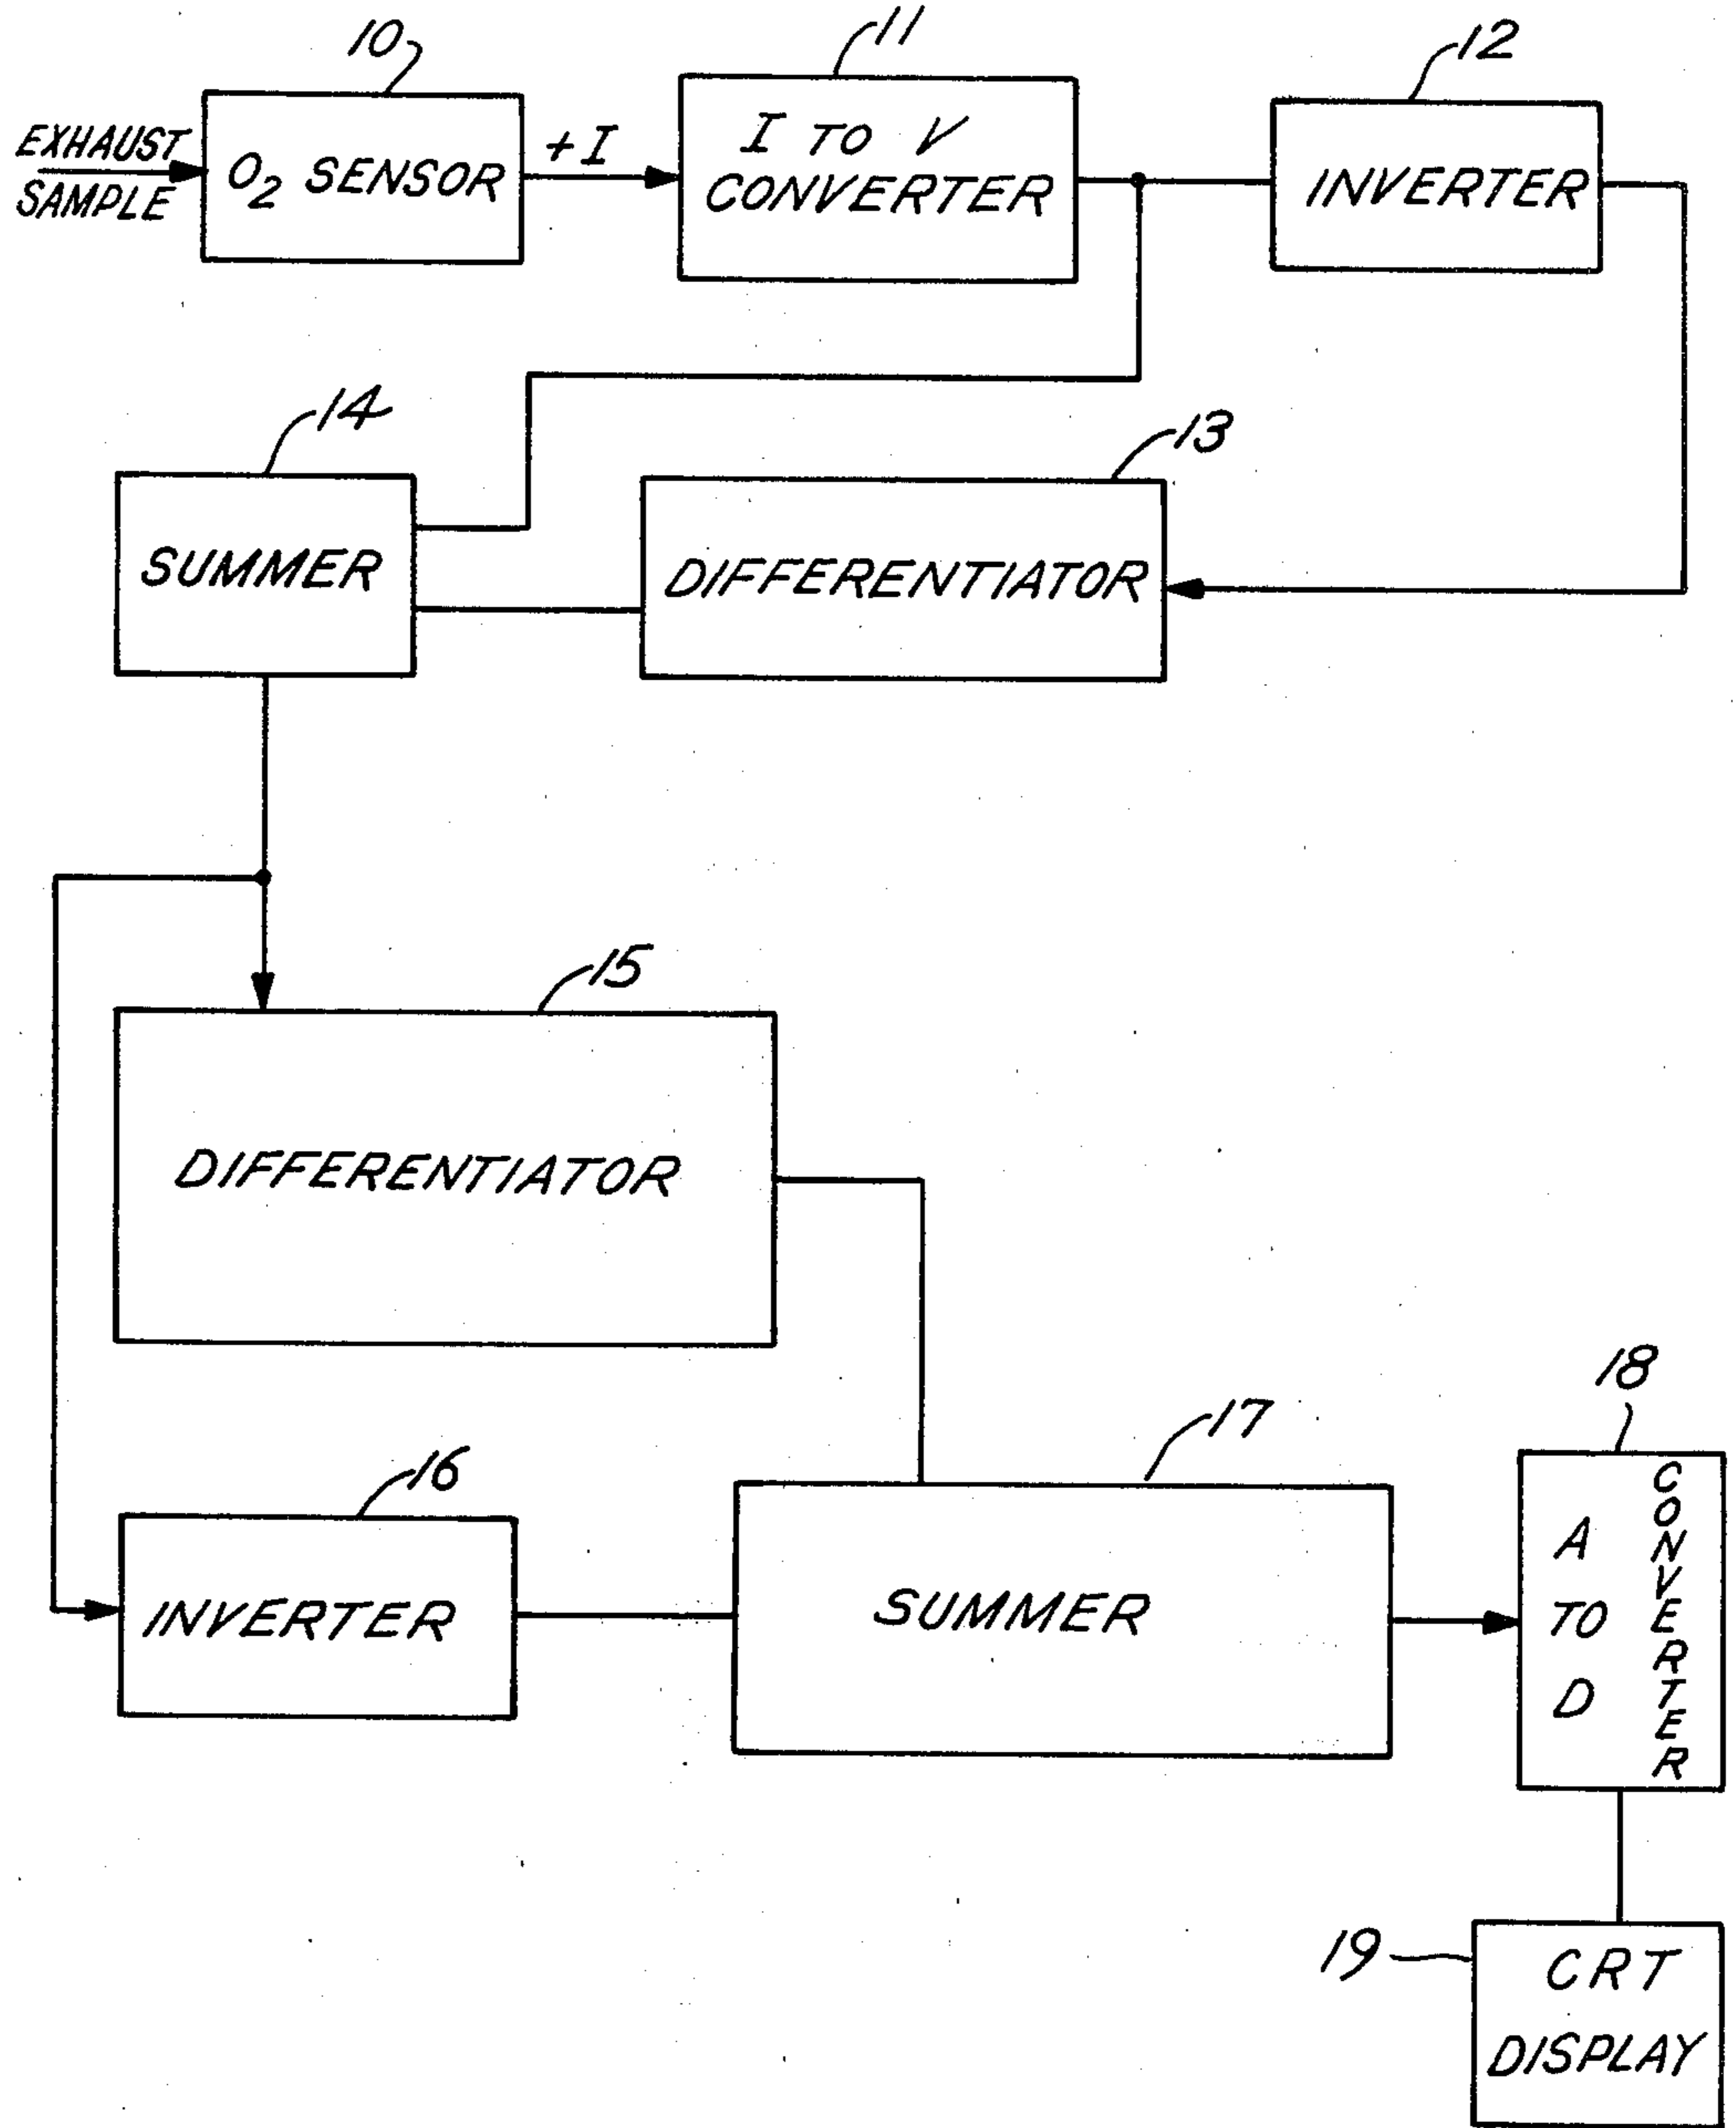 10
11
12
EXHAUST
SAMPLE
O2 SENSOR
+I
I TO V
CONVERTER
INVERTER
14
13
SUMMER
DIFFERENTIATOR
15
DIFFERENTIATOR
16
17
18
INVERTER
SUMMER
A
TO
D
CONVERTER
19
CRT
DISPLAY